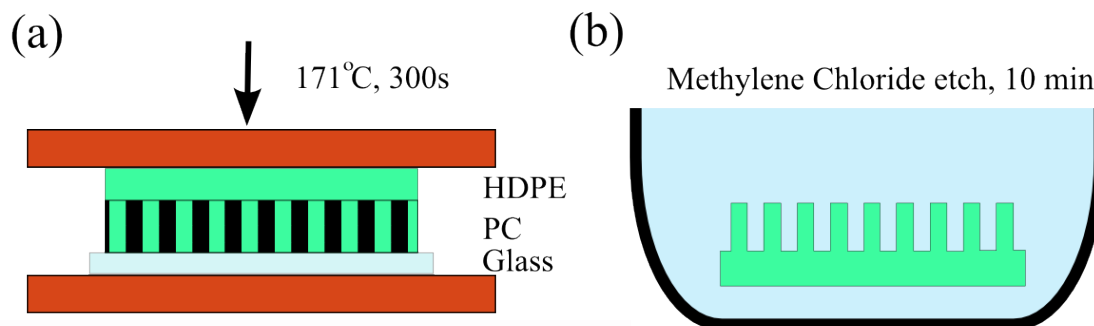 (a)
171°C, 300s
HDPE
PC
Glass
(b)
Methylene Chloride etch, 10 min